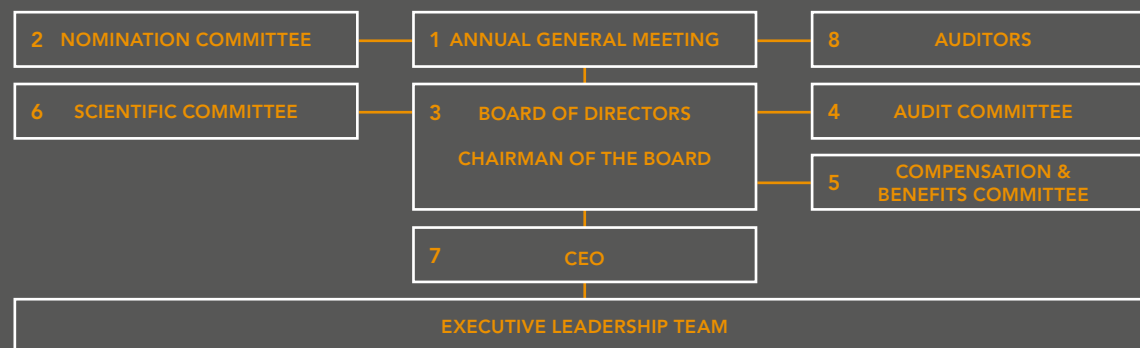 2 NOMINATION COMMITTEE
1 ANNUAL GENERAL MEETING
8 AUDITORS
6 SCIENTIFIC COMMITTEE
3 BOARD OF DIRECTORS
CHAIRMAN OF THE BOARD
4 AUDIT COMMITTEE
5 COMPENSATION &
BENEFITS COMMITTEE
7 CEO
EXECUTIVE LEADERSHIP TEAM